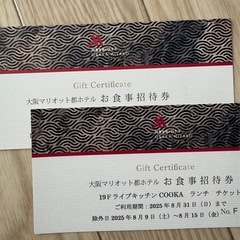 Gift Certificate
大阪マリオット都ホテル お食事招待券
Gift Certificate
大阪マリオット都ホテル お食事招待券
19Fライブキッチン COOKA ランチ チケット
ご利用期間：2025年8月31日（日）まで
除外日2025年8月9日（土）～8月15日（金）
No. F